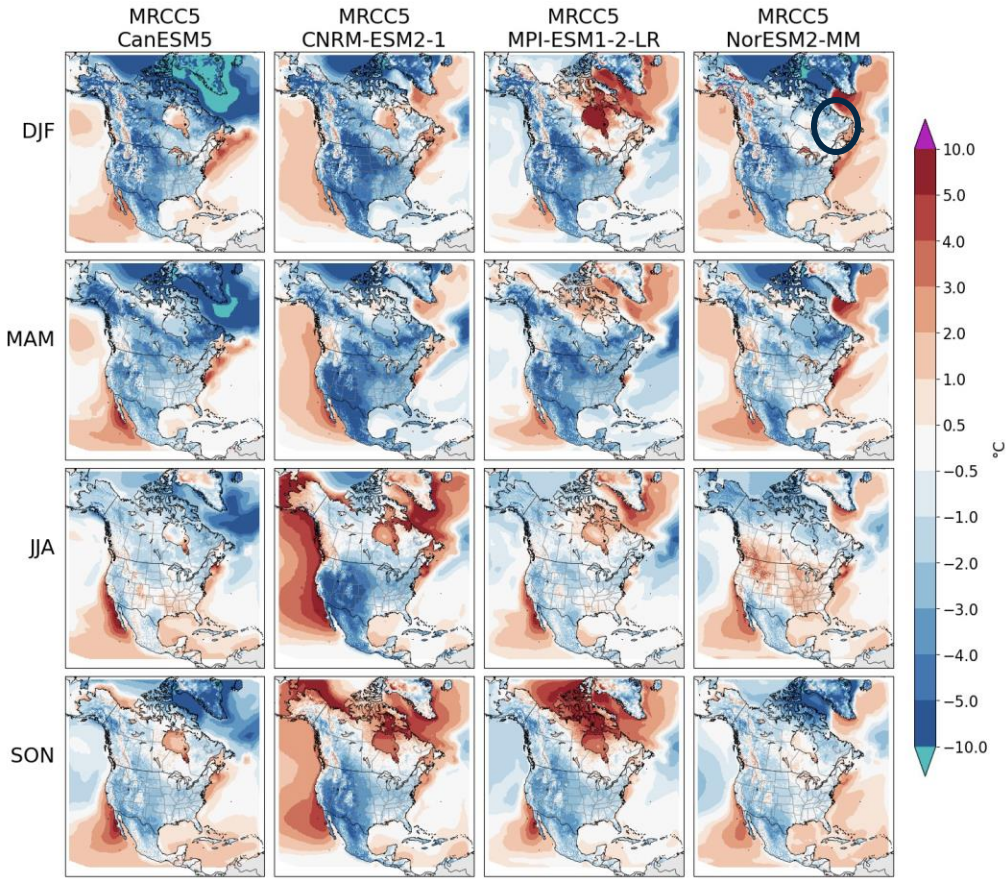 MRCC5 MRCC5 MRCC5 MRCC5
CanESM5 CNRM-ESM2-1 MPI-ESM1-2-LR NorESM2-MM
DJF
MAM
JJA
SON
10.0
5.0
4.0
3.0
2.0
1.0
0.5
−0.5
−1.0
−2.0
−3.0
−4.0
−5.0
−10.0
°C